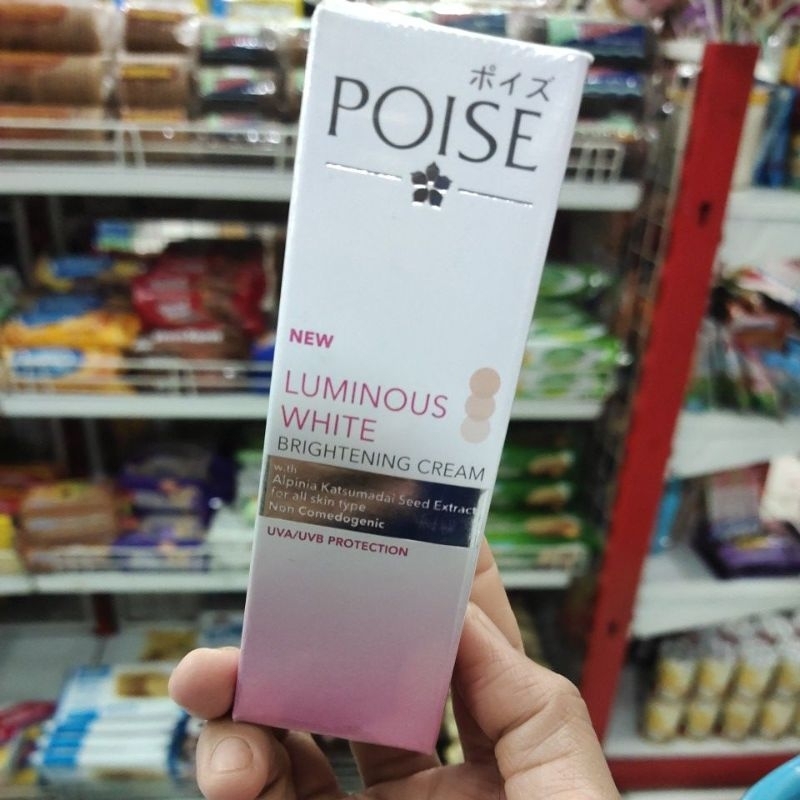 ポイズ
POISE
NEW
LUMINOUS
WHITE
BRIGHTENING CREAM
with
Alpinia Katsumadai Seed Extract
for all skin type
Non Comedogenic
UVA/UVB PROTECTION